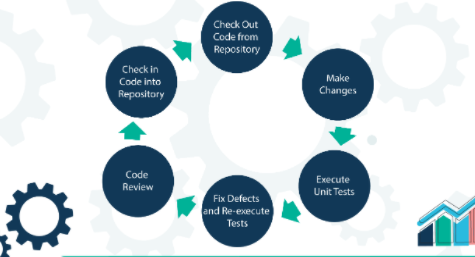 Check Out
Code from
Repository
Make
Changes
Execute
Unit Tests
Fix Defects
and Re-execute
Tests
Code
Review
Check in
Code into
Repository